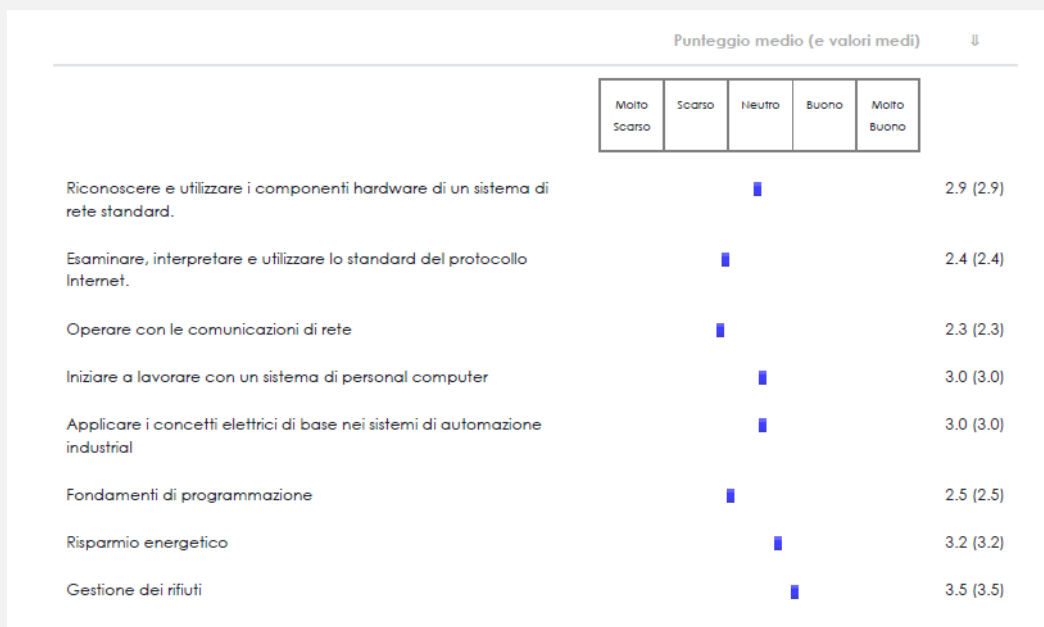 Punteggio medio (e valori medi) ⇓
Molto Scarso Neutro Buono Molto
Scarso Buono
Riconoscere e utilizzare i componenti hardware di un sistema di 2.9 (2.9)
rete standard.
Esaminare, interpretare e utilizzare lo standard del protocollo 2.4 (2.4)
Internet.
Operare con le comunicazioni di rete 2.3 (2.3)
Iniziare a lavorare con un sistema di personal computer 3.0 (3.0)
Applicare i concetti elettrici di base nei sistemi di automazione 3.0 (3.0)
industrial
Fondamenti di programmazione 2.5 (2.5)
Risparmio energetico 3.2 (3.2)
Gestione dei rifiuti 3.5 (3.5)